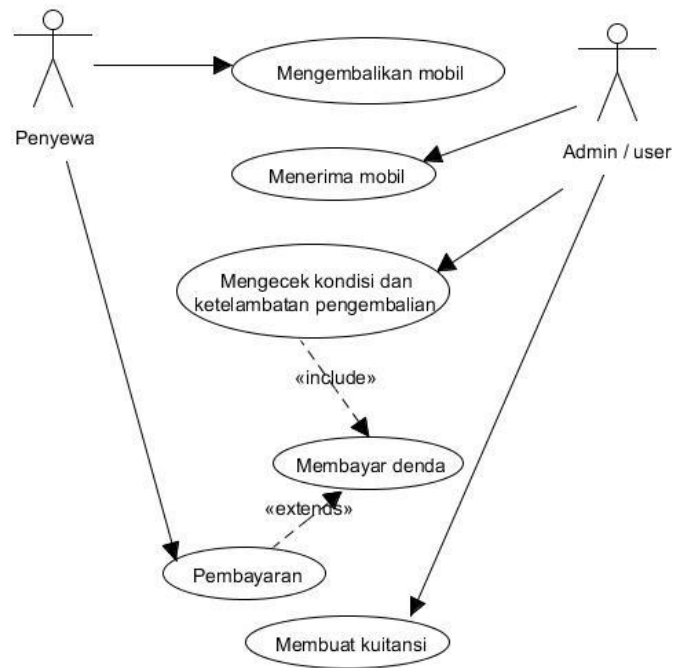 Mengembalikan mobil
Penyewa
Admin / user
Menerima mobil
Mengecek kondisi dan
ketelambatan pengembalian
«include»
Membayar denda
«extends»
Pembayaran
Membuat kuitansi